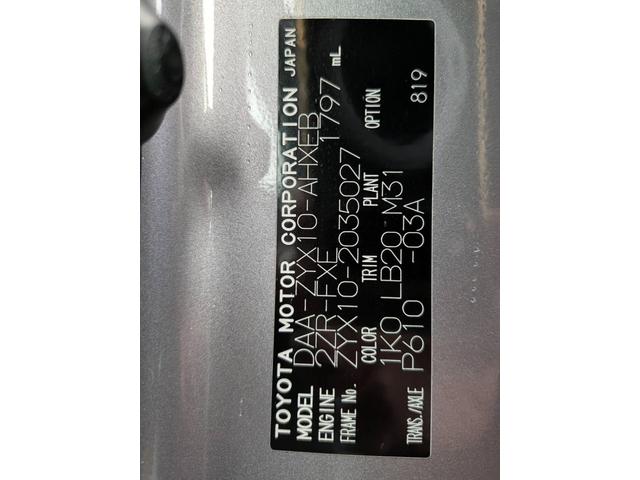 TOYOTA MOTOR CORPORATION JAPAN
MODEL DAA-ZYX10-AHXEB
ENGINE 2ZR-FXE 1797 mL
FRAME No. ZYX10-2035027
COLOR TRIM PLANT OPTION
1K0 LB20 M31 819
TRANS./AXLE P610 -03A